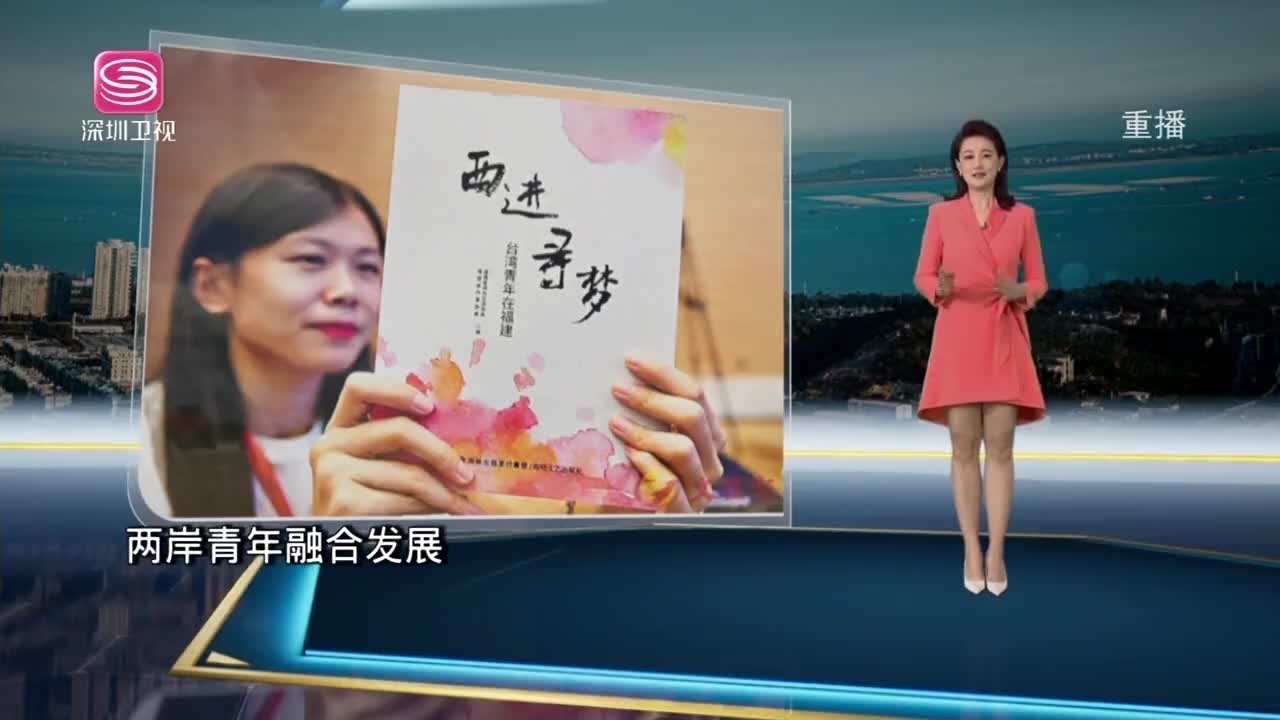 深圳卫视
重播
西进
寻梦
台湾青年在福建
两岸青年融合发展